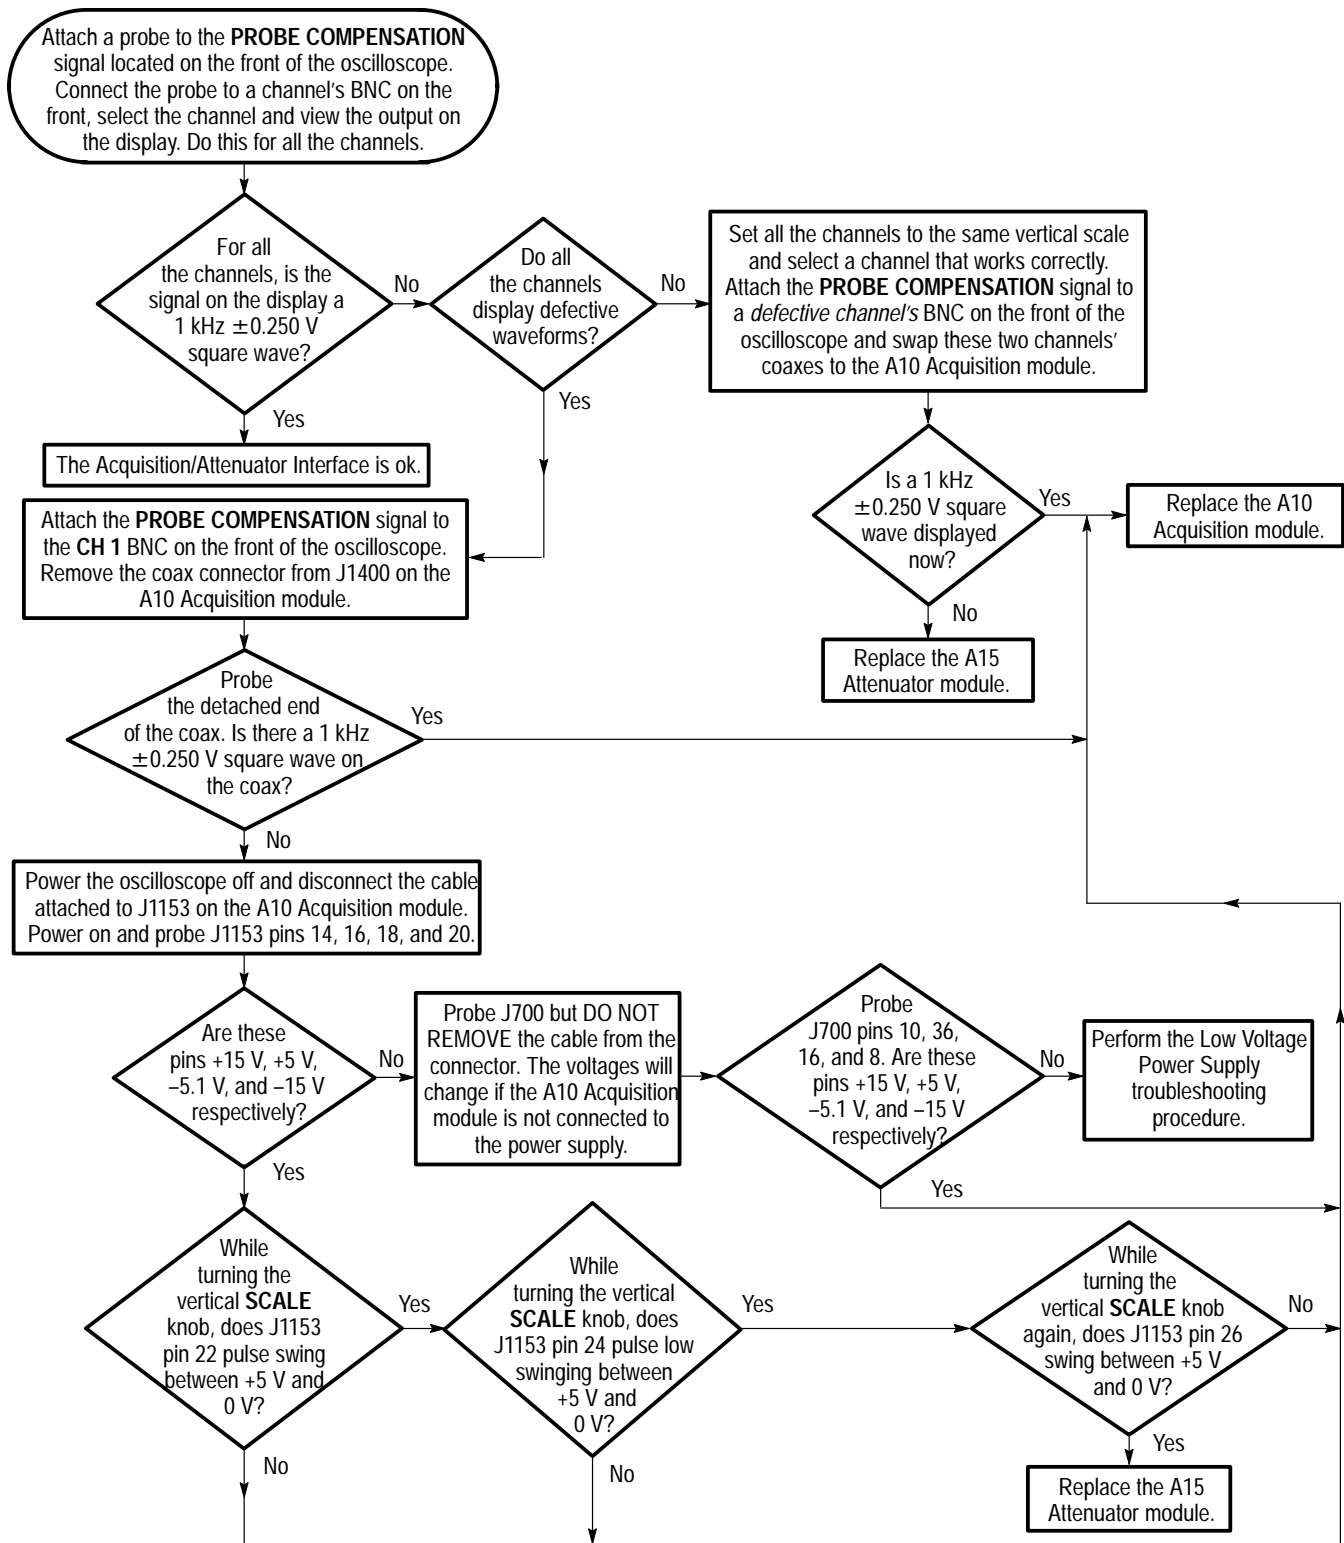 Attach a probe to the PROBE COMPENSATION
signal located on the front of the oscilloscope.
Connect the probe to a channel's BNC on the
front, select the channel and view the output on
the display. Do this for all the channels.
For all
the channels, is the
signal on the display a
1 kHz ±0.250 V
square wave?
No
Yes
Do all
the channels
display defective
waveforms?
No
Yes
Set all the channels to the same vertical scale
and select a channel that works correctly.
Attach the PROBE COMPENSATION signal to
a defective channel's BNC on the front of the
oscilloscope and swap these two channels'
coaxes to the A10 Acquisition module.
The Acquisition/Attenuator Interface is ok.
Is a 1 kHz
±0.250 V square
wave displayed
now?
Yes
No
Replace the A10
Acquisition module.
Replace the A15
Attenuator module.
Attach the PROBE COMPENSATION signal to
the CH 1 BNC on the front of the oscilloscope.
Remove the coax connector from J1400 on the
A10 Acquisition module.
Probe
the detached end
of the coax. Is there a 1 kHz
±0.250 V square wave on
the coax?
Yes
No
Power the oscilloscope off and disconnect the cable
attached to J1153 on the A10 Acquisition module.
Power on and probe J1153 pins 14, 16, 18, and 20.
Are these
pins +15 V, +5 V,
–5.1 V, and –15 V
respectively?
No
Yes
Probe J700 but DO NOT
REMOVE the cable from the
connector. The voltages will
change if the A10 Acquisition
module is not connected to
the power supply.
Probe
J700 pins 10, 36,
16, and 8. Are these
pins +15 V, +5 V,
–5.1 V, and –15 V
respectively?
No
Yes
Perform the Low Voltage
Power Supply
troubleshooting
procedure.
While
turning the
vertical SCALE
knob, does J1153
pin 22 pulse swing
between +5 V and
0 V?
Yes
No
While
turning the vertical
SCALE knob, does
J1153 pin 24 pulse low
swinging between
+5 V and
0 V?
Yes
No
While
turning the
vertical SCALE knob
again, does J1153 pin 26
swing between +5 V
and 0 V?
No
Yes
Replace the A15
Attenuator module.